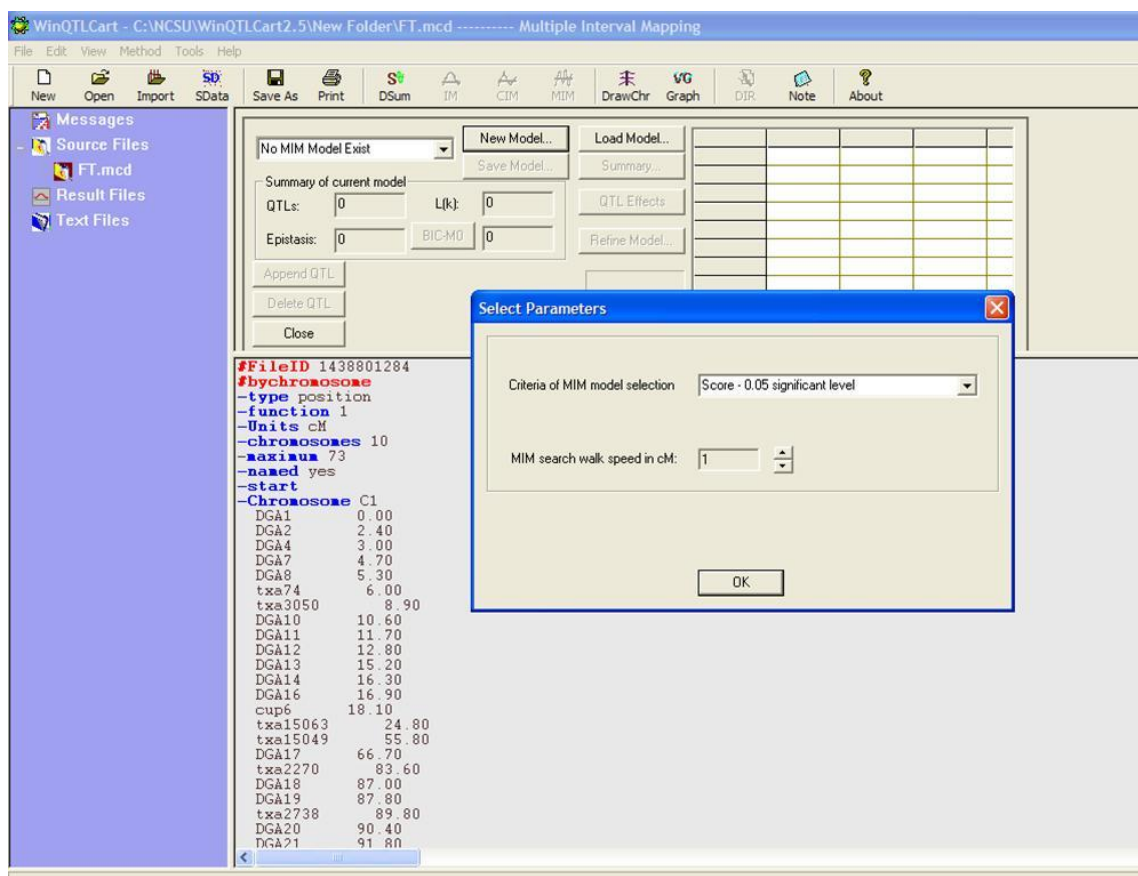 WinQTLCart - C:\NCSU\WinQTLCart2.5\New Folder\FT.mcd ---------- Multiple Interval Mapping
File Edit View Method Tools Help
SD
S
VG
?
New Open Import SData Save As Print DSum IM CIM MIM DrawChr Graph DIR Note About
Messages
Source Files
FT.mcd
Result Files
Text Files
No MIM Model Exist
New Model...
Load Model...
Save Model...
Summary...
Summary of current model
QTLs: 0 L(k): 0
QTL Effects
Epistasis: 0 BIC-M0 0
Refine Model...
Append QTL
Delete QTL
Close
Select Parameters
Criteria of MIM model selection Score - 0.05 significant level
MIM search walk speed in cM: 1
OK
#FileID 1438801284
#bychromosome
-type position
-function 1
-Units cM
-chromosomes 10
-maximum 73
-named yes
-start
-Chromosome C1
DGA1 0.00
DGA2 2.40
DGA4 3.00
DGA7 4.70
DGA8 5.30
txa74 6.00
txa3050 8.90
DGA10 10.60
DGA11 11.70
DGA12 12.80
DGA13 15.20
DGA14 16.30
DGA16 16.90
cup6 18.10
txa15063 24.80
txa15049 55.80
DGA17 66.70
txa2270 83.60
DGA18 87.00
DGA19 87.80
txa2738 89.80
DGA20 90.40
DGA21 91.80